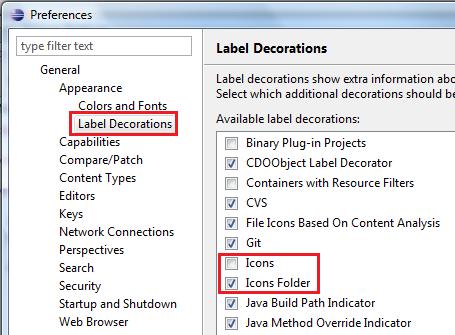 Preferences
type filter text
General
Appearance
Colors and Fonts
Label Decorations
Capabilities
Compare/Patch
Content Types
Editors
Keys
Network Connections
Perspectives
Search
Security
Startup and Shutdown
Web Browser
Label Decorations
Label decorations show extra information abo
Select which additional decorations should be
Available label decorations:
Binary Plug-in Projects
CDOObject Label Decorator
Containers with Resource Filters
CVS
File Icons Based On Content Analysis
Git
Icons
Icons Folder
Java Build Path Indicator
Java Method Override Indicator